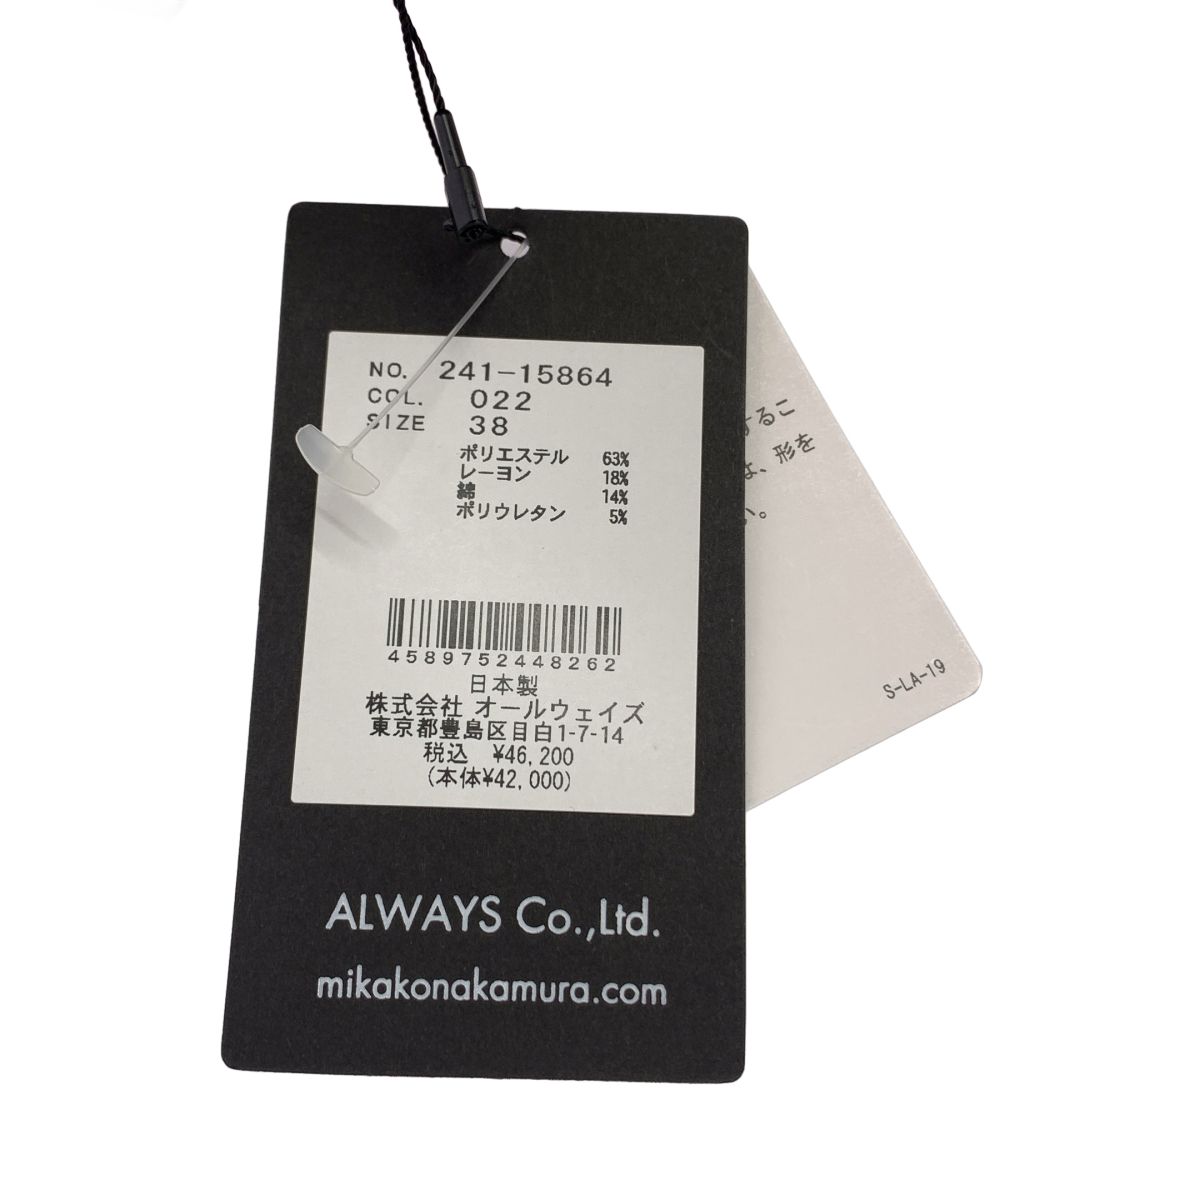 NO. 241-15864
COL. 022
SIZE 38
ポリエステル 63%
レーヨン 18%
綿 14%
ポリウレタン 5%
4589752448262
日本製
株式会社 オールウェイズ
東京都豊島区目白1-7-14
税込 ¥46,200
(本体¥42,000)
ALWAYS Co.,Ltd.
mikakonakamura.com
するこ
、形を
い。
S-LA-19